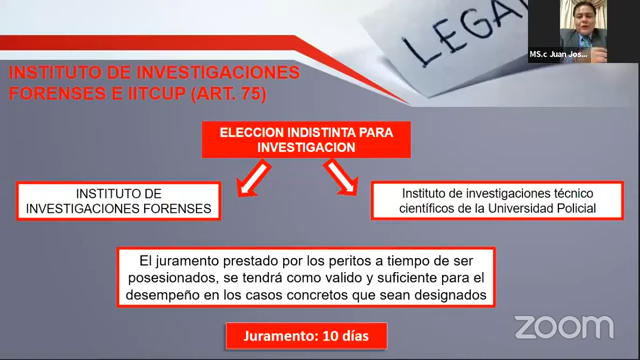 LEGA
MS.c Juan Jos...
INSTITUTO DE INVESTIGACIONES
FORENSES E IITCUP (ART. 75)
ELECCION INDISTINTA PARA
INVESTIGACION
INSTITUTO DE
INVESTIGACIONES FORENSES
Instituto de investigaciones técnico
científicos de la Universidad Policial
El juramento prestado por los peritos a tiempo de ser
posesionados, se tendrá como valido y suficiente para el
desempeño en los casos concretos que sean designados
Juramento: 10 días
zoom